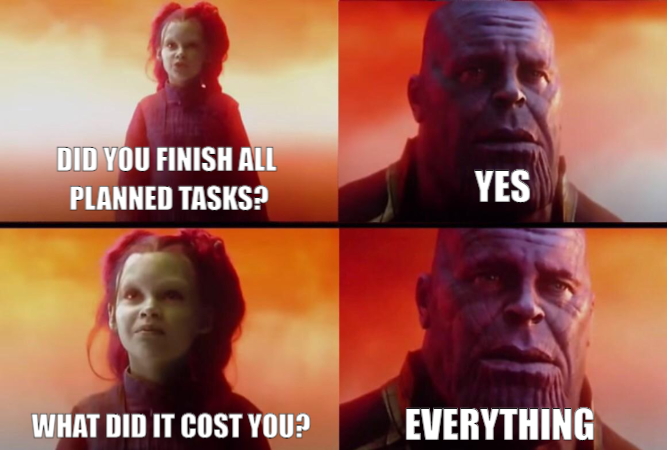 DID YOU FINISH ALL
PLANNED TASKS?
YES
WHAT DID IT COST YOU?
EVERYTHING